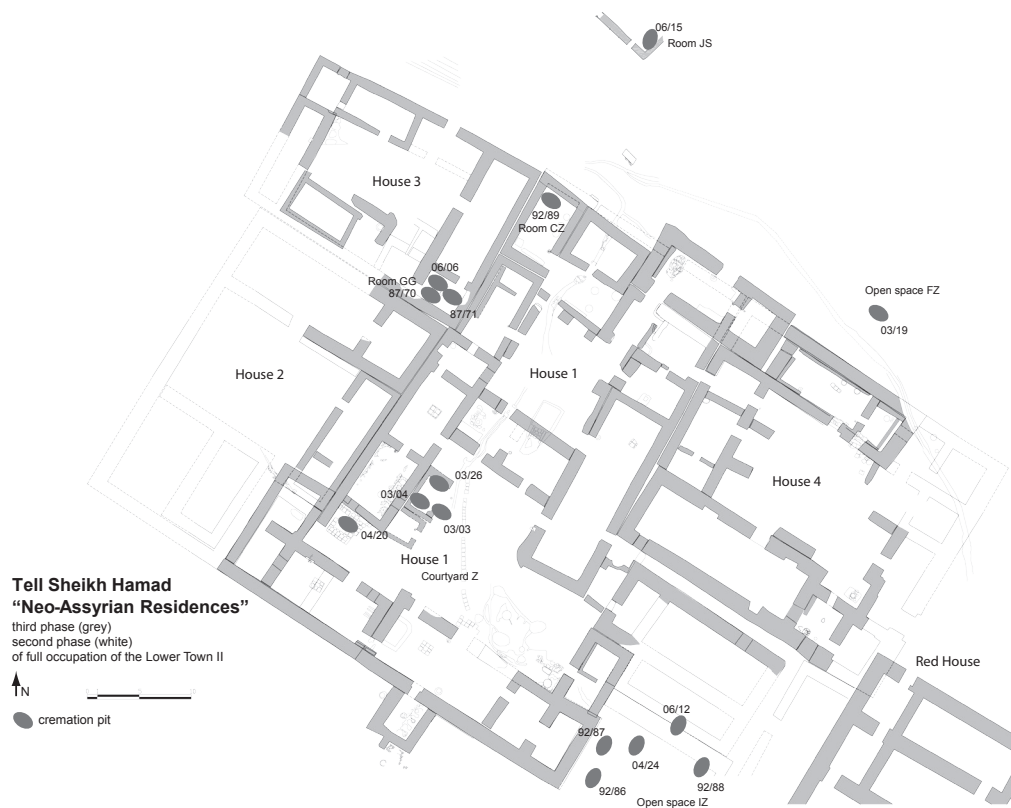 06/15
Room JS
House 3
92/89
Room CZ
06/06
Room GG
87/70
87/71
Open space FZ
03/19
House 2
House 1
03/26
03/04
03/03
04/20
House 4
House 1
Courtyard Z
Tell Sheikh Hamad
“Neo-Assyrian Residences”
third phase (grey)
second phase (white)
of full occupation of the Lower Town II
N
cremation pit
Red House
06/12
92/87
04/24
92/86
92/88
Open space IZ